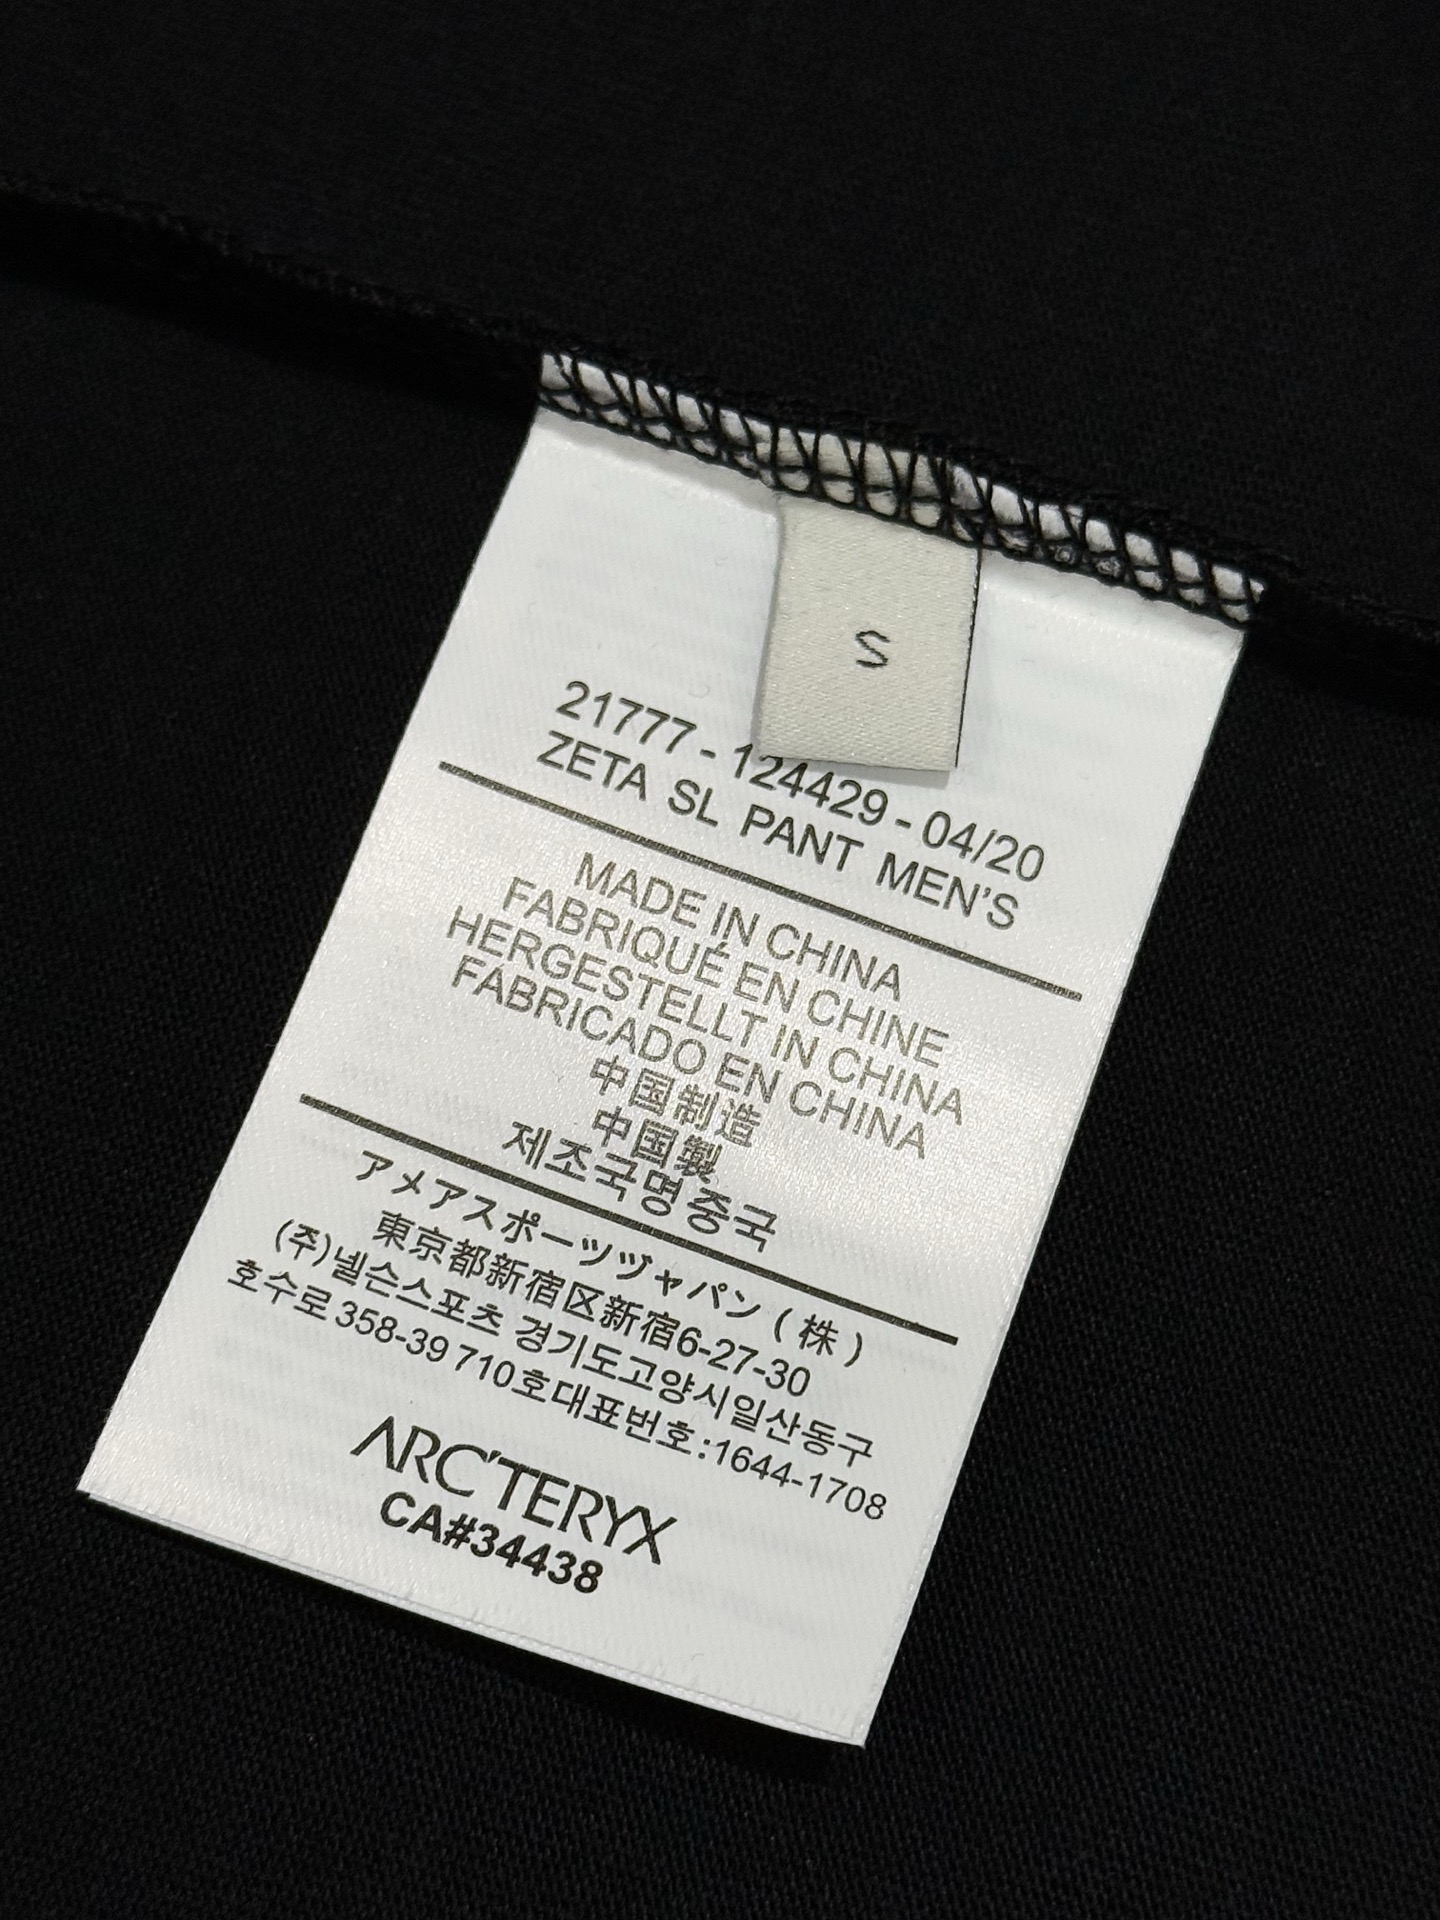 S
21777 - 124429 - 04/20
ZETA SL PANT MEN'S
MADE IN CHINA
FABRIQUÉ EN CHINE
HERGESTELLT IN CHINA
FABRICADO EN CHINA
中国制造
中国製
제조국명 중국
アメアスポーツヅャパン ( 株 )
東京都新宿区新宿6-27-30
(주)넬슨스포츠 경기도고양시일산동구
호수로 358-39 710호대표번호:1644-1708
ARC'TERYX
CA#34438